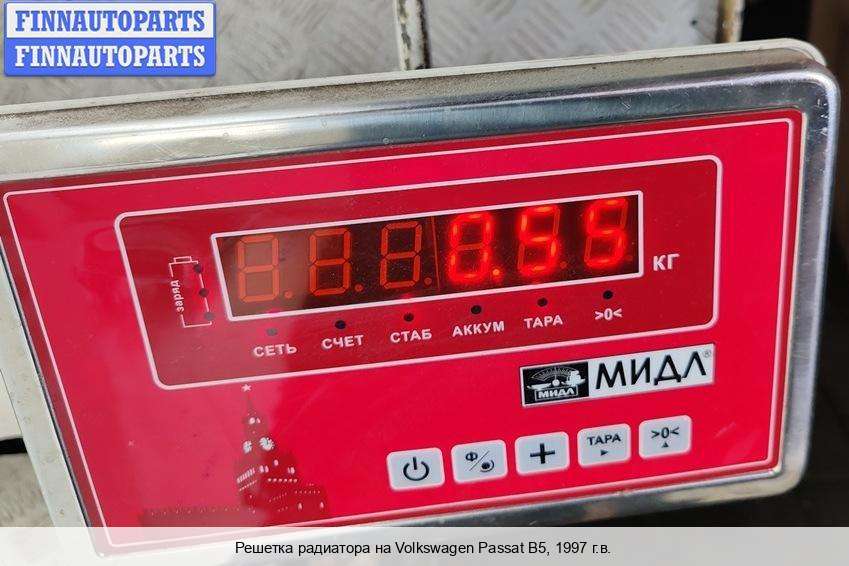 FINNAUTOPARTS
FINNAUTOPARTS
0.55
КГ
заряд
СЕТЬ СЧЕТ СТАБ АККУМ ТАРА >0<
МИДЛ МИДЛ®
Ф/ + ТАРА >0<
Решетка радиатора на Volkswagen Passat B5, 1997 г.в.